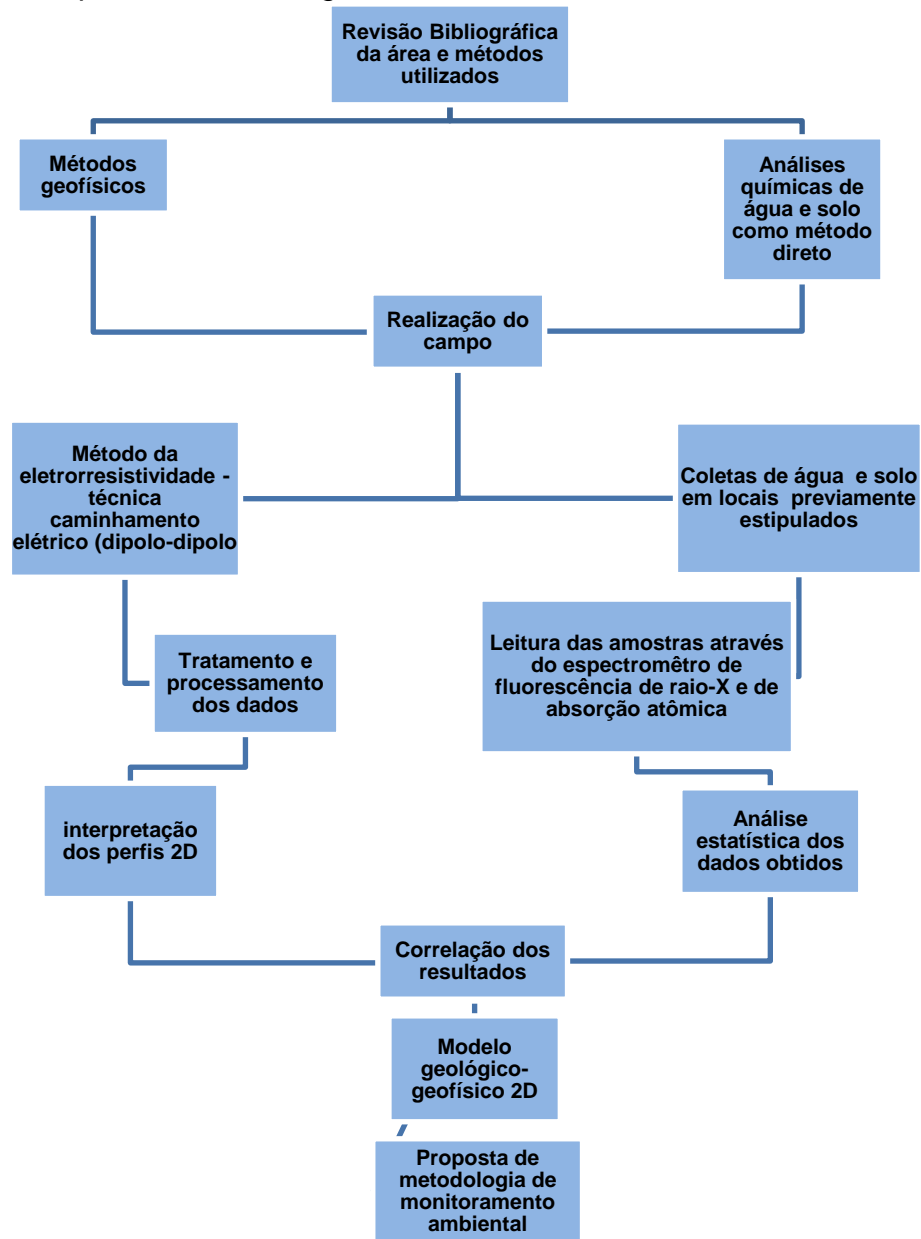 Revisão Bibliográfica
da área e métodos
utilizados
Métodos
geofísicos
Análises
químicas de
água e solo
como método
direto
Realização do
campo
Método da
eletrorresistividade -
técnica
caminhamento
elétrico (dipolo-dipolo
Coletas de água e solo
em locais previamente
estipulados
Tratamento e
processamento
dos dados
Leitura das amostras através
do espectromêtro de
fluorescência de raio-X e de
absorção atômica
interpretação
dos perfis 2D
Análise
estatística dos
dados obtidos
Correlação dos
resultados
Modelo
geológico-
geofísico 2D
Proposta de
metodologia de
monitoramento
ambiental